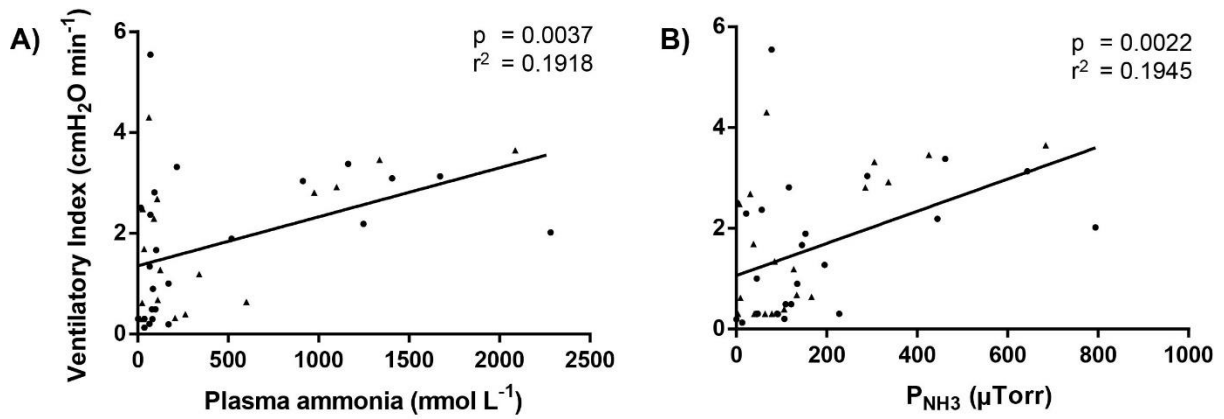 A)
p = 0.0037
r² = 0.1918
Ventilatory Index (cmH₂O min⁻¹)
6
4
2
0
0 500 1000 1500 2000 2500
Plasma ammonia (mmol L⁻¹)
B)
p = 0.0022
r² = 0.1945
6
4
2
0
0 200 400 600 800 1000
P_NH3 (µTorr)